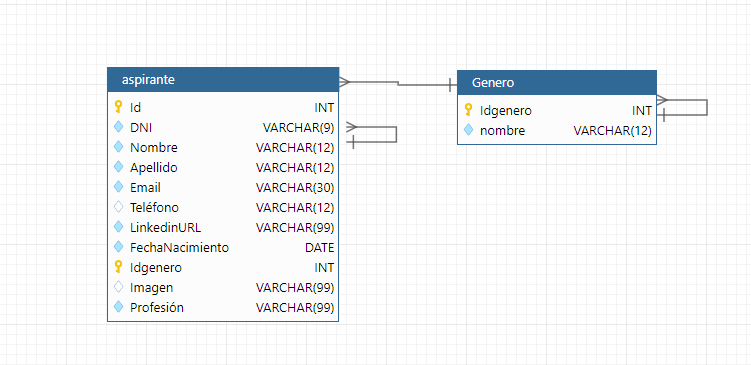 aspirante
Id INT
DNI VARCHAR(9)
Nombre VARCHAR(12)
Apellido VARCHAR(12)
Email VARCHAR(30)
Teléfono VARCHAR(12)
LinkedinURL VARCHAR(99)
FechaNacimiento DATE
Idgenero INT
Imagen VARCHAR(99)
Profesión VARCHAR(99)
Genero
Idgenero INT
nombre VARCHAR(12)